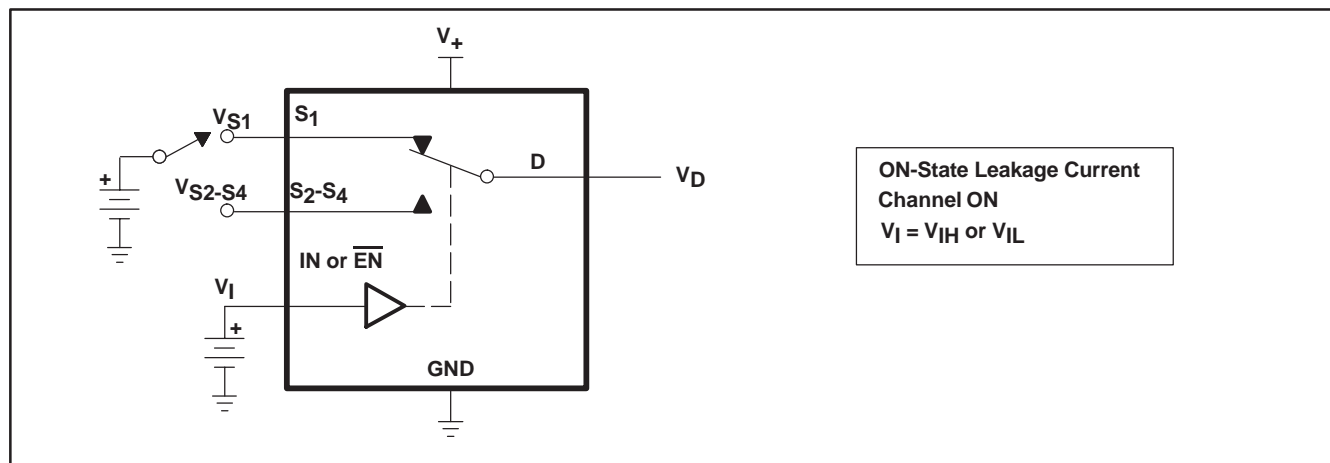 V+
VS1
S1
+
D
VD
VS2-S4
S2-S4
IN or E̅N̅
VI
+
GND
ON-State Leakage Current
Channel ON
VI = VIH or VIL